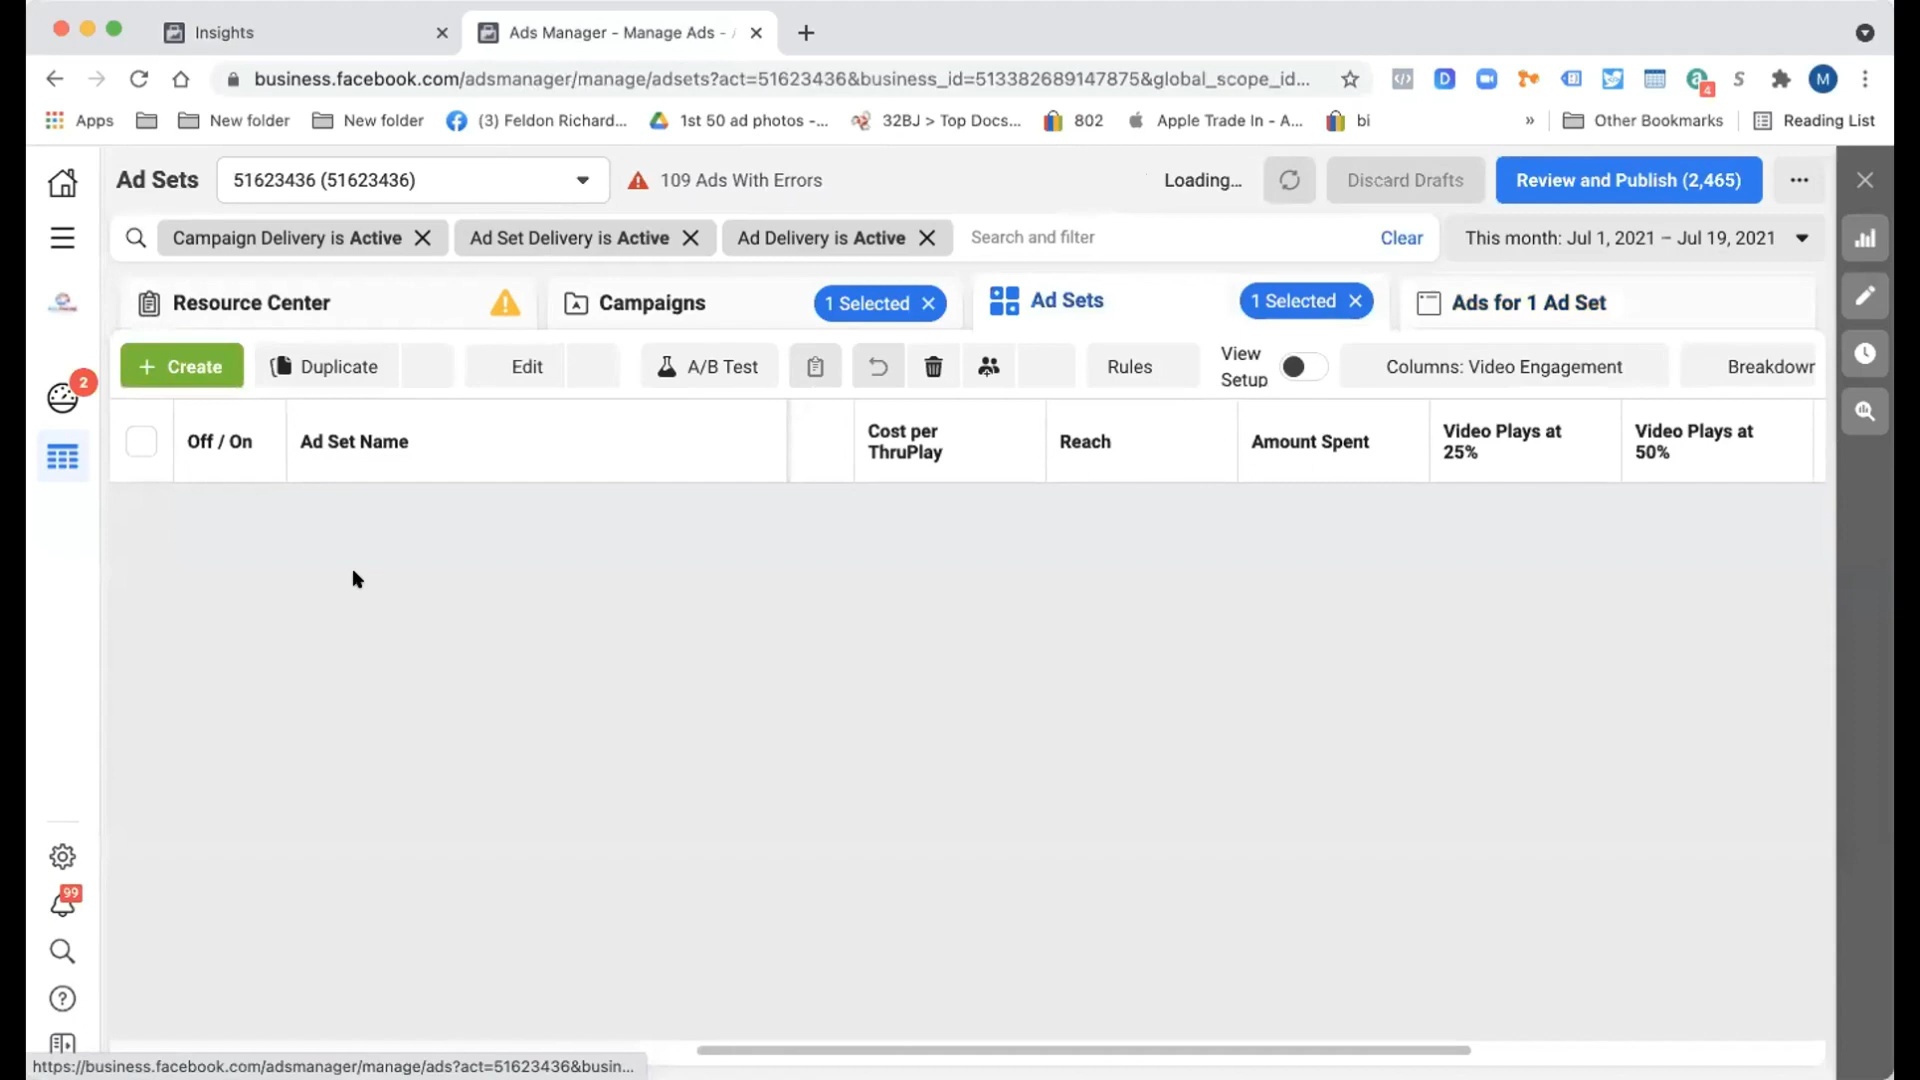 Insights
Ads Manager - Manage Ads - A
business.facebook.com/adsmanager/manage/adsets?act=51623436&business_id=513382689147875&global_scope_id...
D
4
S
M
Apps
New folder
New folder
(3) Feldon Richard...
1st 50 ad photos -...
32BJ > Top Docs...
802
Apple Trade In - A...
bi
»
Other Bookmarks
Reading List
Ad Sets
51623436 (51623436)
109 Ads With Errors
Loading...
Discard Drafts
Review and Publish (2,465)
Campaign Delivery is Active
Ad Set Delivery is Active
Ad Delivery is Active
Search and filter
Clear
This month: Jul 1, 2021 – Jul 19, 2021
Resource Center
Campaigns
1 Selected
Ad Sets
1 Selected
Ads for 1 Ad Set
+ Create
Duplicate
Edit
A/B Test
Rules
View
Setup
Columns: Video Engagement
Breakdowr
2
Off / On
Ad Set Name
Cost per
ThruPlay
Reach
Amount Spent
Video Plays at
25%
Video Plays at
50%
99
https://business.facebook.com/adsmanager/manage/ads?act=51623436&busin...